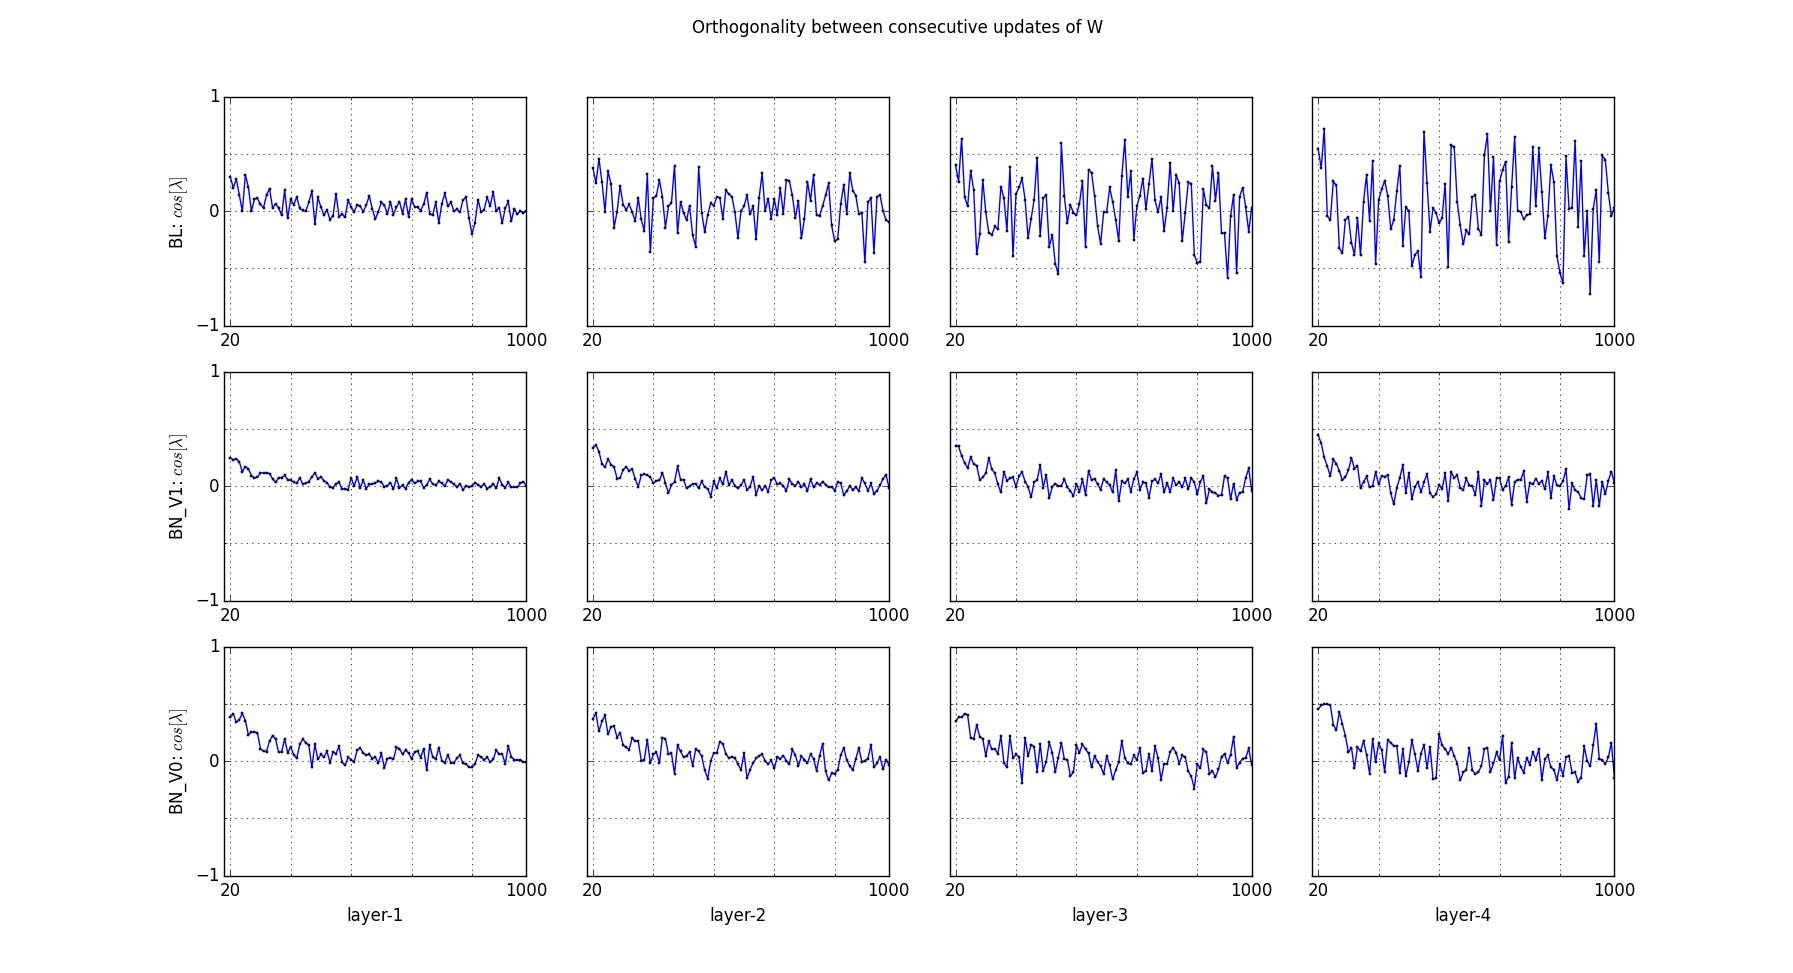 Orthogonality between consecutive updates of W
1
0
−1
BL: cos[λ]
20 1000 20 1000 20 1000 20 1000
1
0
−1
BN_V1: cos[λ]
20 1000 20 1000 20 1000 20 1000
1
0
−1
BN_V0: cos[λ]
20 1000 20 1000 20 1000 20 1000
layer-1 layer-2 layer-3 layer-4